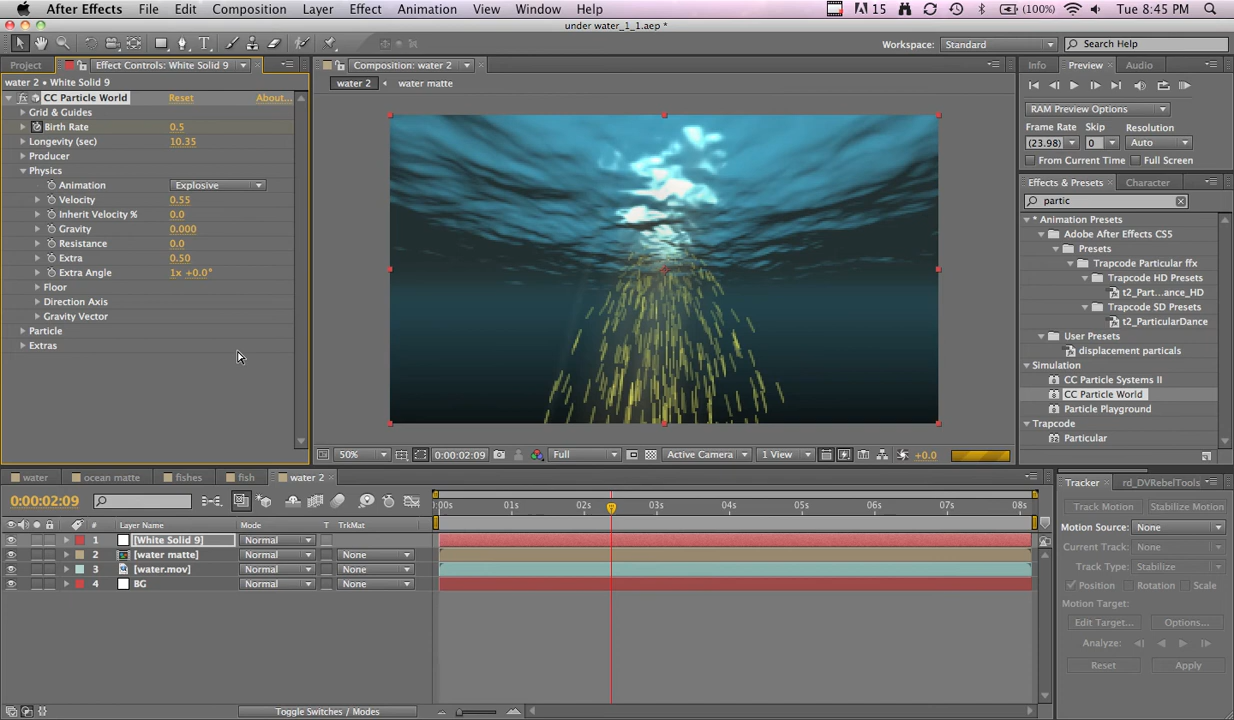 After Effects File Edit Composition Layer Effect Animation View Window Help 15 (100%) Tue 8:45 PM
under water_1_1.aep *
Workspace: Standard Search Help
Project Effect Controls: White Solid 9 Composition: water 2 Info Preview Audio
water 2 • White Solid 9 water 2 water matte
fx CC Particle World Reset About...
Grid & Guides
Birth Rate 0.5
Longevity (sec) 10.35
Producer
Physics
Animation Explosive
Velocity 0.55
Inherit Velocity % 0.0
Gravity 0.000
Resistance 0.0
Extra 0.50
Extra Angle 1x +0.0°
Floor
Direction Axis
Gravity Vector
Particle
Extras
RAM Preview Options
Frame Rate Skip Resolution
(23.98) 0 Auto
From Current Time Full Screen
Effects & Presets Character
partic
* Animation Presets
Adobe After Effects CS5
Presets
Trapcode Particular ffx
Trapcode HD Presets
t2_Part...ance_HD
Trapcode SD Presets
t2_ParticularDance
User Presets
displacement particals
Simulation
CC Particle Systems II
CC Particle World
Particle Playground
Trapcode
Particular
50% 0:00:02:09 Full Active Camera 1 View +0.0
water ocean matte fishes fish water 2
0:00:02:09
:00s 01s 02s 03s 04s 05s 06s 07s 08s
# Layer Name Mode T TrkMat
1 [White Solid 9] Normal
2 [water matte] Normal None
3 [water.mov] Normal None
4 BG Normal None
Toggle Switches / Modes
Tracker rd_DVRebelTools
Track Motion Stabilize Motion
Motion Source: None
Current Track: None
Track Type: Stabilize
Position Rotation Scale
Motion Target:
Edit Target... Options...
Analyze:
Reset Apply